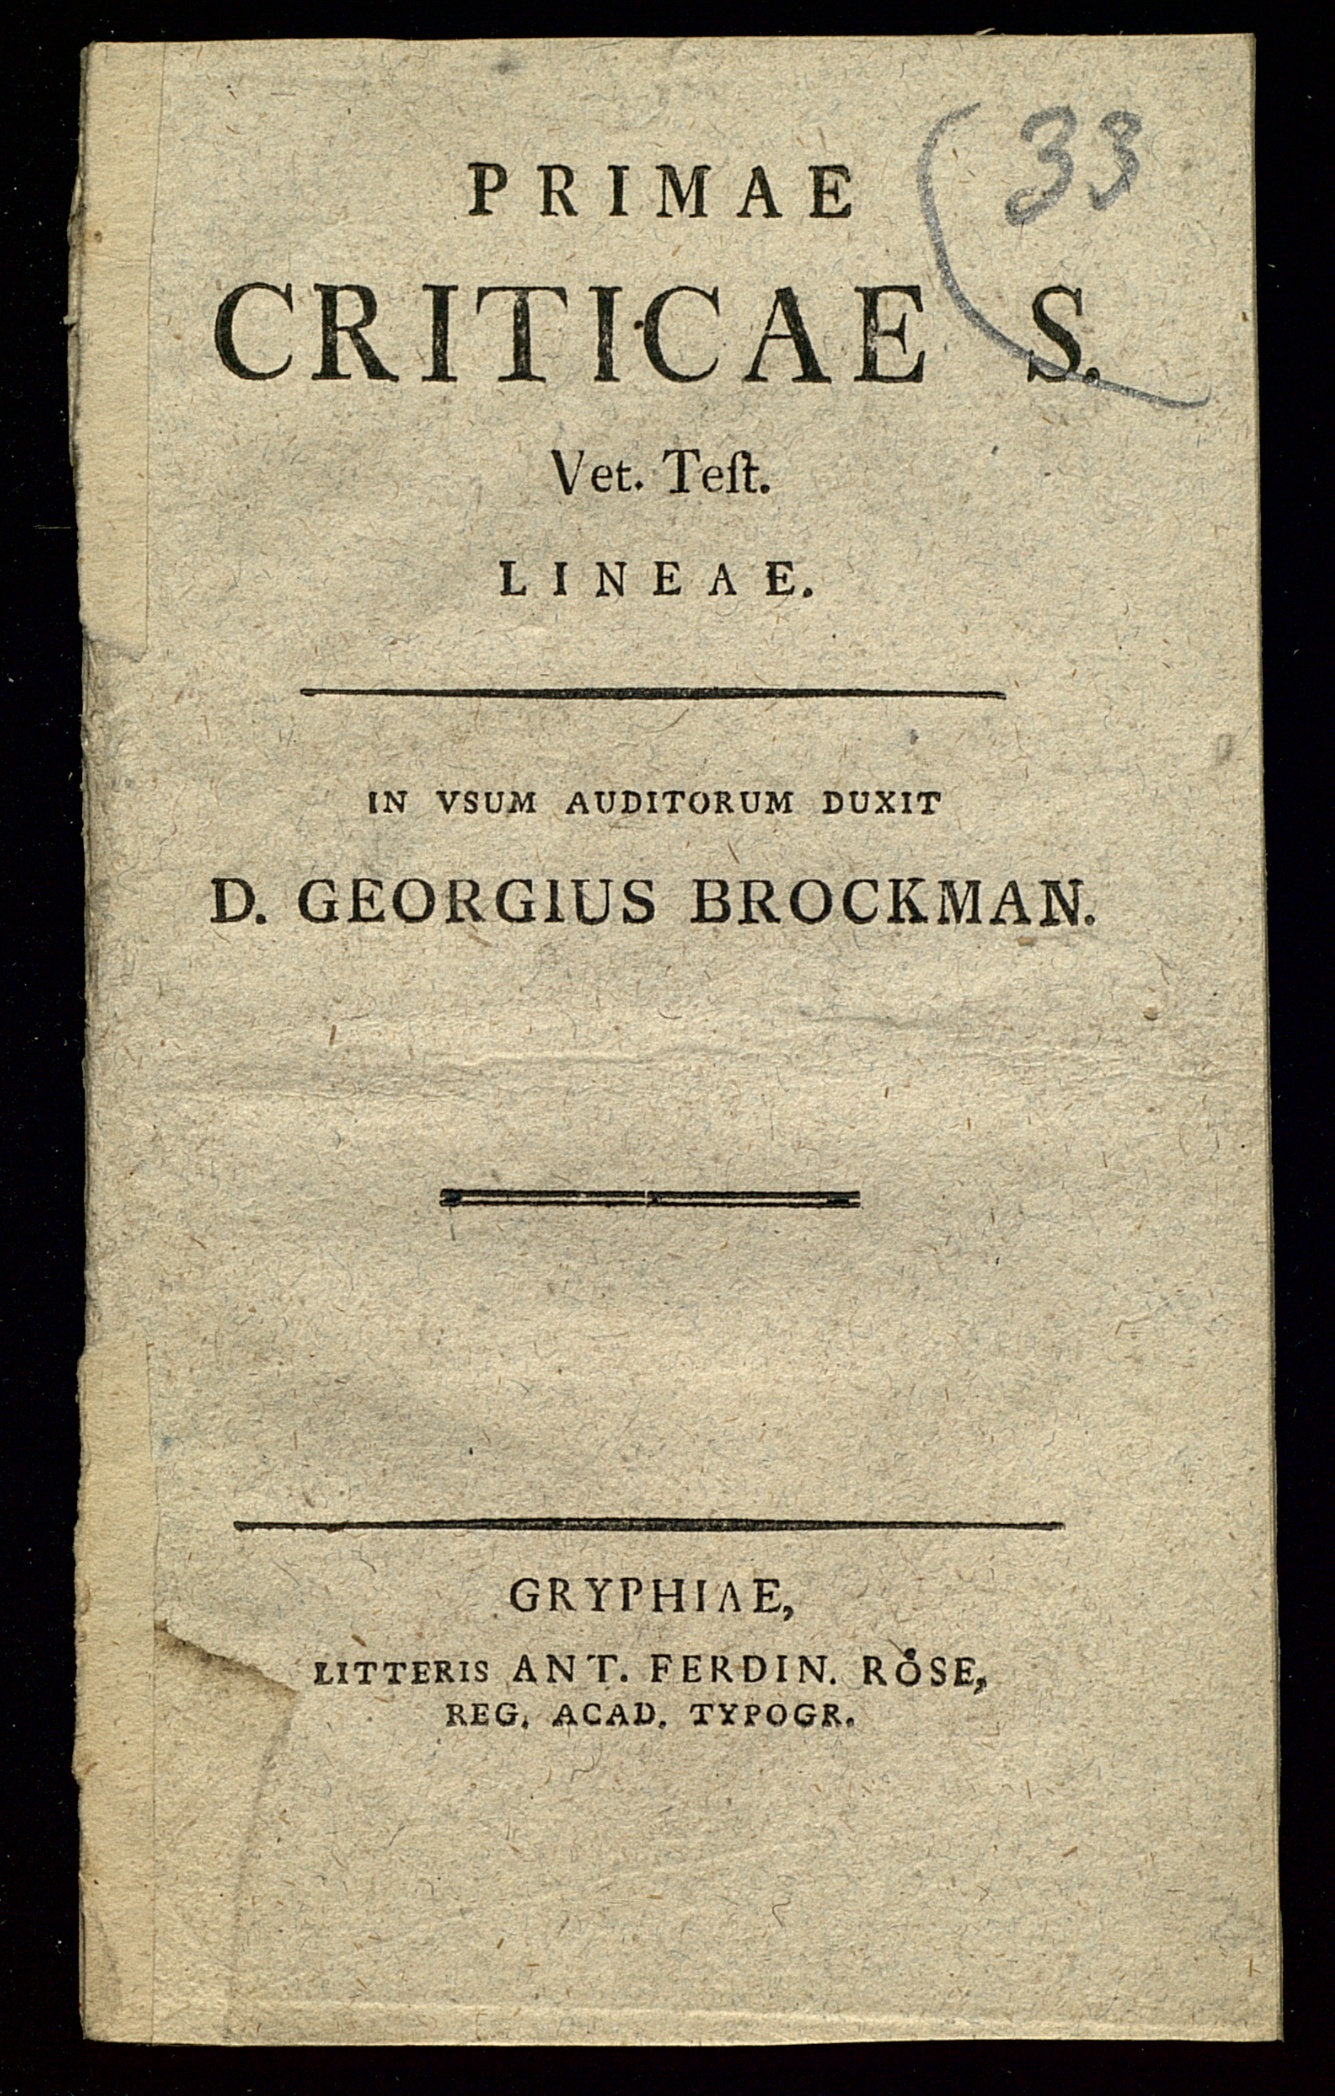 33
PRIMAE
CRITICAE S.
Vet. Teſt.
LINEAE.
IN VSUM AUDITORUM DUXIT
D. GEORGIUS BROCKMAN.
GRYPHIAE,
LITTERIS ANT. FERDIN. RÖSE,
REG. ACAD. TYPOGR.